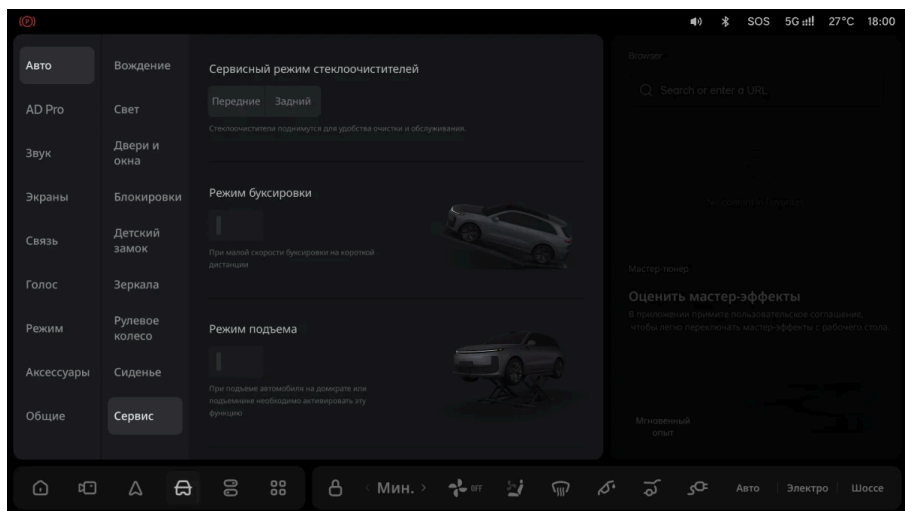 (P)
SOS 5G 27°C 18:00
Авто
AD Pro
Звук
Экраны
Связь
Голос
Режим
Аксессуары
Общие
Вождение
Свет
Двери и
окна
Блокировки
Детский
замок
Зеркала
Рулевое
колесо
Сиденье
Сервис
Сервисный режим стеклоочистителей
Передние Задний
Стеклоочистители поднимутся для удобства очистки и обслуживания.
Режим буксировки
При малой скорости буксировки на короткой
дистанции
Режим подъема
При подъеме автомобиля на домкрате или
подъемнике необходимо активировать эту
функцию
Browser
Search or enter a URL
Мастер-тюнер
Оценить мастер-эффекты
В приложении примите пользовательское соглашение,
чтобы легко переключать мастер-эффекты с рабочего стола.
Мгновенный
опыт
< Мин. > OFF Авто Электро Шоссе